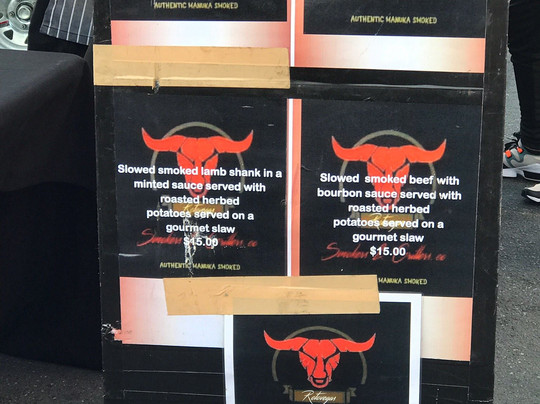 AUTHENTIC MANUKA SMOKED
AUTHENTIC MANUKA SMOKED
Slowed smoked lamb shank in a
minted sauce served with
roasted herbed
potatoes served on a
gourmet slaw
$15.00
AUTHENTIC MANUKA SMOKED
Slowed smoked beef with
bourbon sauce served with
roasted herbed
potatoes served on a
gourmet slaw
$15.00
AUTHENTIC MANUKA SMOKED
Rotovegas